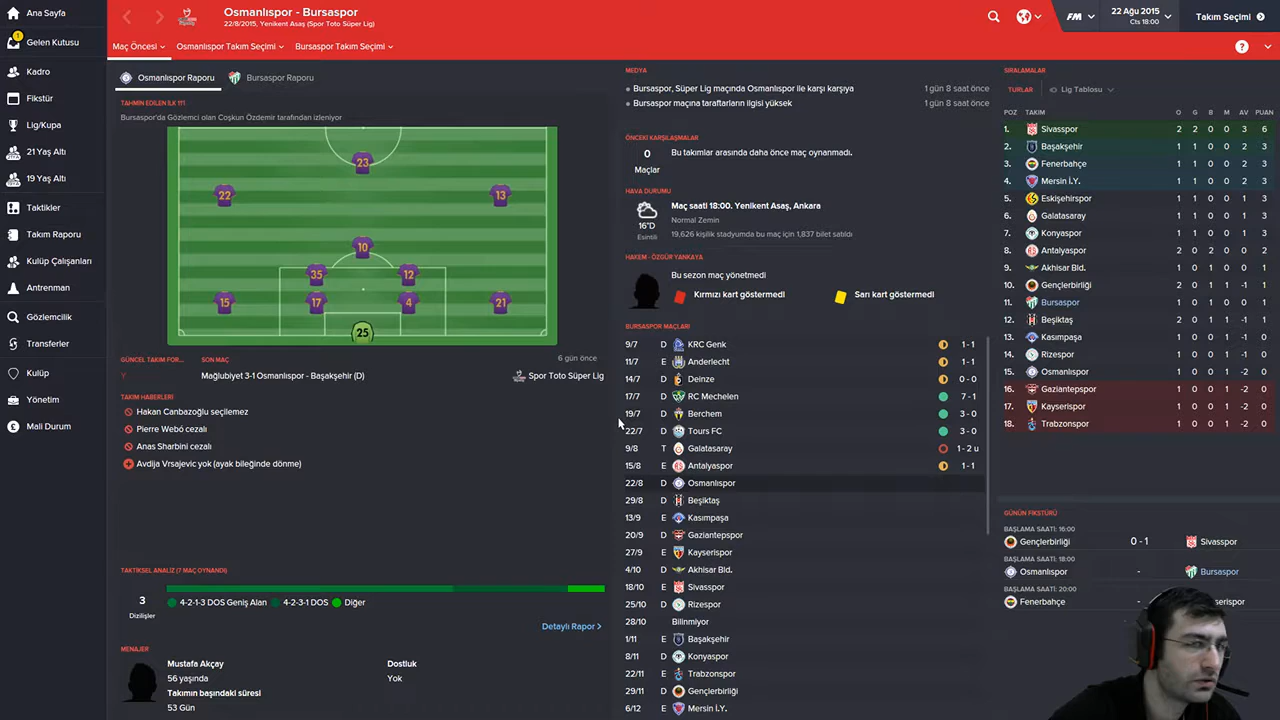 Ana Sayfa
1
Gelen Kutusu
Kadro
Fikstür
Lig/Kupa
21 Yaş Altı
19 Yaş Altı
Taktikler
Takım Raporu
Kulüp Çalışanları
Antrenman
Gözlemcilik
Transferler
Kulüp
Yönetim
Mali Durum
Osmanlıspor - Bursaspor
22/8/2015, Yenikent Asaş (Spor Toto Süper Lig)
FM
22 Ağu 2015
Cts 18:00
Takım Seçimi
Maç Öncesi
Osmanlıspor Takım Seçimi
Bursaspor Takım Seçimi
?
Osmanlıspor Raporu
Bursaspor Raporu
TAHMİN EDİLEN İLK 11'İ
Bursaspor'da Gözlemci olan Coşkun Özdemir tarafından izleniyor
23
22
13
10
35
12
15
17
4
21
25
GÜNCEL TAKIM FOR...
SON MAÇ
6 gün önce
Y
Mağlubiyet 3-1 Osmanlıspor - Başakşehir (D)
Spor Toto Süper Lig
TAKIM HABERLERİ
Hakan Canbazoğlu seçilemez
Pierre Webó cezalı
Anas Sharbini cezalı
Avdija Vrsajevic yok (ayak bileğinde dönme)
TAKTİKSEL ANALİZ (7 MAÇ OYNANDI)
3
Dizilişler
4-2-1-3 DOS Geniş Alan
4-2-3-1 DOS
Diğer
Detaylı Rapor >
MENAJER
Mustafa Akçay
56 yaşında
Takımın başındaki süresi
53 Gün
Dostluk
Yok
MEDYA
Bursaspor, Süper Lig maçında Osmanlıspor ile karşı karşıya
1 gün 8 saat önce
Bursaspor maçına taraftarların ilgisi yüksek
1 gün 8 saat önce
ÖNCEKİ KARŞILAŞMALAR
0
Maçlar
Bu takımlar arasında daha önce maç oynanmadı.
HAVA DURUMU
16°D
Esintili
Maç saati 18:00. Yenikent Asaş, Ankara
Normal Zemin
19,626 kişilik stadyumda bu maç için 1,837 bilet satıldı
HAKEM - ÖZGÜR YANKAYA
Bu sezon maç yönetmedi
Kırmızı kart göstermedi
Sarı kart göstermedi
BURSASPOR MAÇLARI
9/7 D KRC Genk 1-1
11/7 E Anderlecht 1-1
14/7 D Deinze 0-0
17/7 D RC Mechelen 7-1
19/7 D Berchem 3-0
22/7 D Tours FC 3-0
9/8 T Galatasaray 1-2 u
15/8 E Antalyaspor 1-1
22/8 D Osmanlıspor
29/8 D Beşiktaş
13/9 E Kasımpaşa
20/9 D Gaziantepspor
27/9 E Kayserispor
4/10 D Akhisar Bld.
18/10 E Sivasspor
25/10 D Rizespor
28/10 Bilinmiyor
1/11 E Başakşehir
8/11 D Konyaspor
22/11 E Trabzonspor
29/11 D Gençlerbirliği
6/12 D Mersin İ.Y.
SIRALAMALAR
TURLAR
Lig Tablosu
POZ TAKIM O G B M AV PUAN
1. Sivasspor 2 2 0 0 3 6
2. Başakşehir 1 1 0 0 2 3
3. Fenerbahçe 1 1 0 0 2 3
4. Mersin İ.Y. 1 1 0 0 2 3
5. Eskişehirspor 1 1 0 0 1 3
6. Galatasaray 1 1 0 0 1 3
7. Konyaspor 1 1 0 0 1 3
8. Antalyaspor 2 0 2 0 0 2
9. Akhisar Bld. 1 0 1 0 0 1
10. Gençlerbirliği 2 0 1 1 -1 1
11. Bursaspor 1 0 1 0 0 1
12. Beşiktaş 2 0 1 1 -1 1
13. Kasımpaşa 1 0 0 1 -1 0
14. Rizespor 1 0 0 1 -1 0
15. Osmanlıspor 1 0 0 1 -2 0
16. Gaziantepspor 1 0 0 1 -2 0
17. Kayserispor 1 0 0 1 -2 0
18. Trabzonspor 1 0 0 1 -2 0
GÜNÜN FİKSTÜRÜ
BAŞLAMA SAATİ: 16:00
Gençlerbirliği 0-1 Sivasspor
BAŞLAMA SAATİ: 18:00
Osmanlıspor - Bursaspor
BAŞLAMA SAATİ: 20:00
Fenerbahçe - yserispor